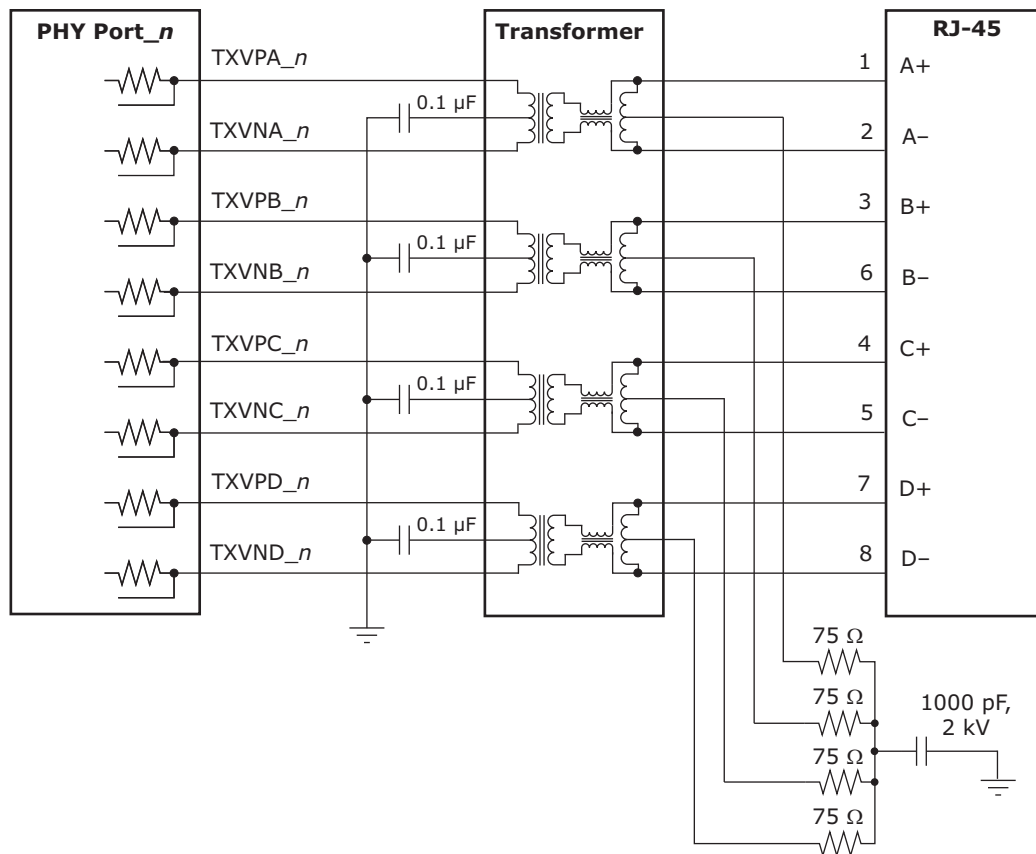 PHY Port_n
Transformer
RJ-45
TXVPA_n
0.1 µF
TXVNA_n
1
A+
2
A–
TXVPB_n
0.1 µF
TXVNB_n
3
B+
6
B–
TXVPC_n
0.1 µF
TXVNC_n
4
C+
5
C–
TXVPD_n
0.1 µF
TXVND_n
7
D+
8
D–
75 Ω
75 Ω
75 Ω
75 Ω
1000 pF,
2 kV